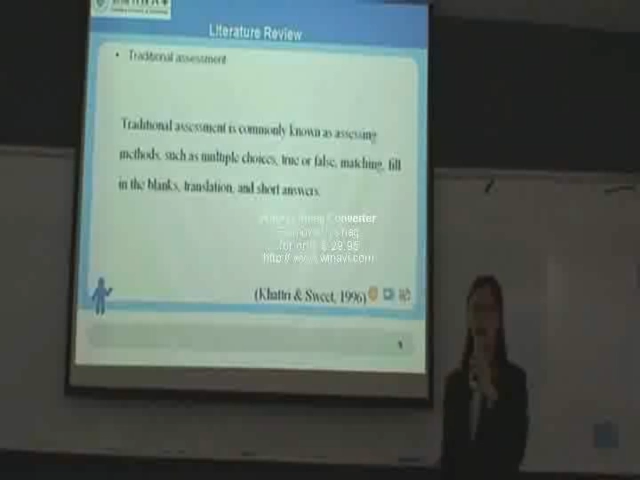 Literature Review
• Traditional assessment
Traditional assessment is commonly known as assessing
methods, such as multiple choices, true or false, matching, fill
in the blanks, translation, and short answers.
Converter
for only $ 29.95
http://www.winavi.com
(Khattri & Sweet, 1996)